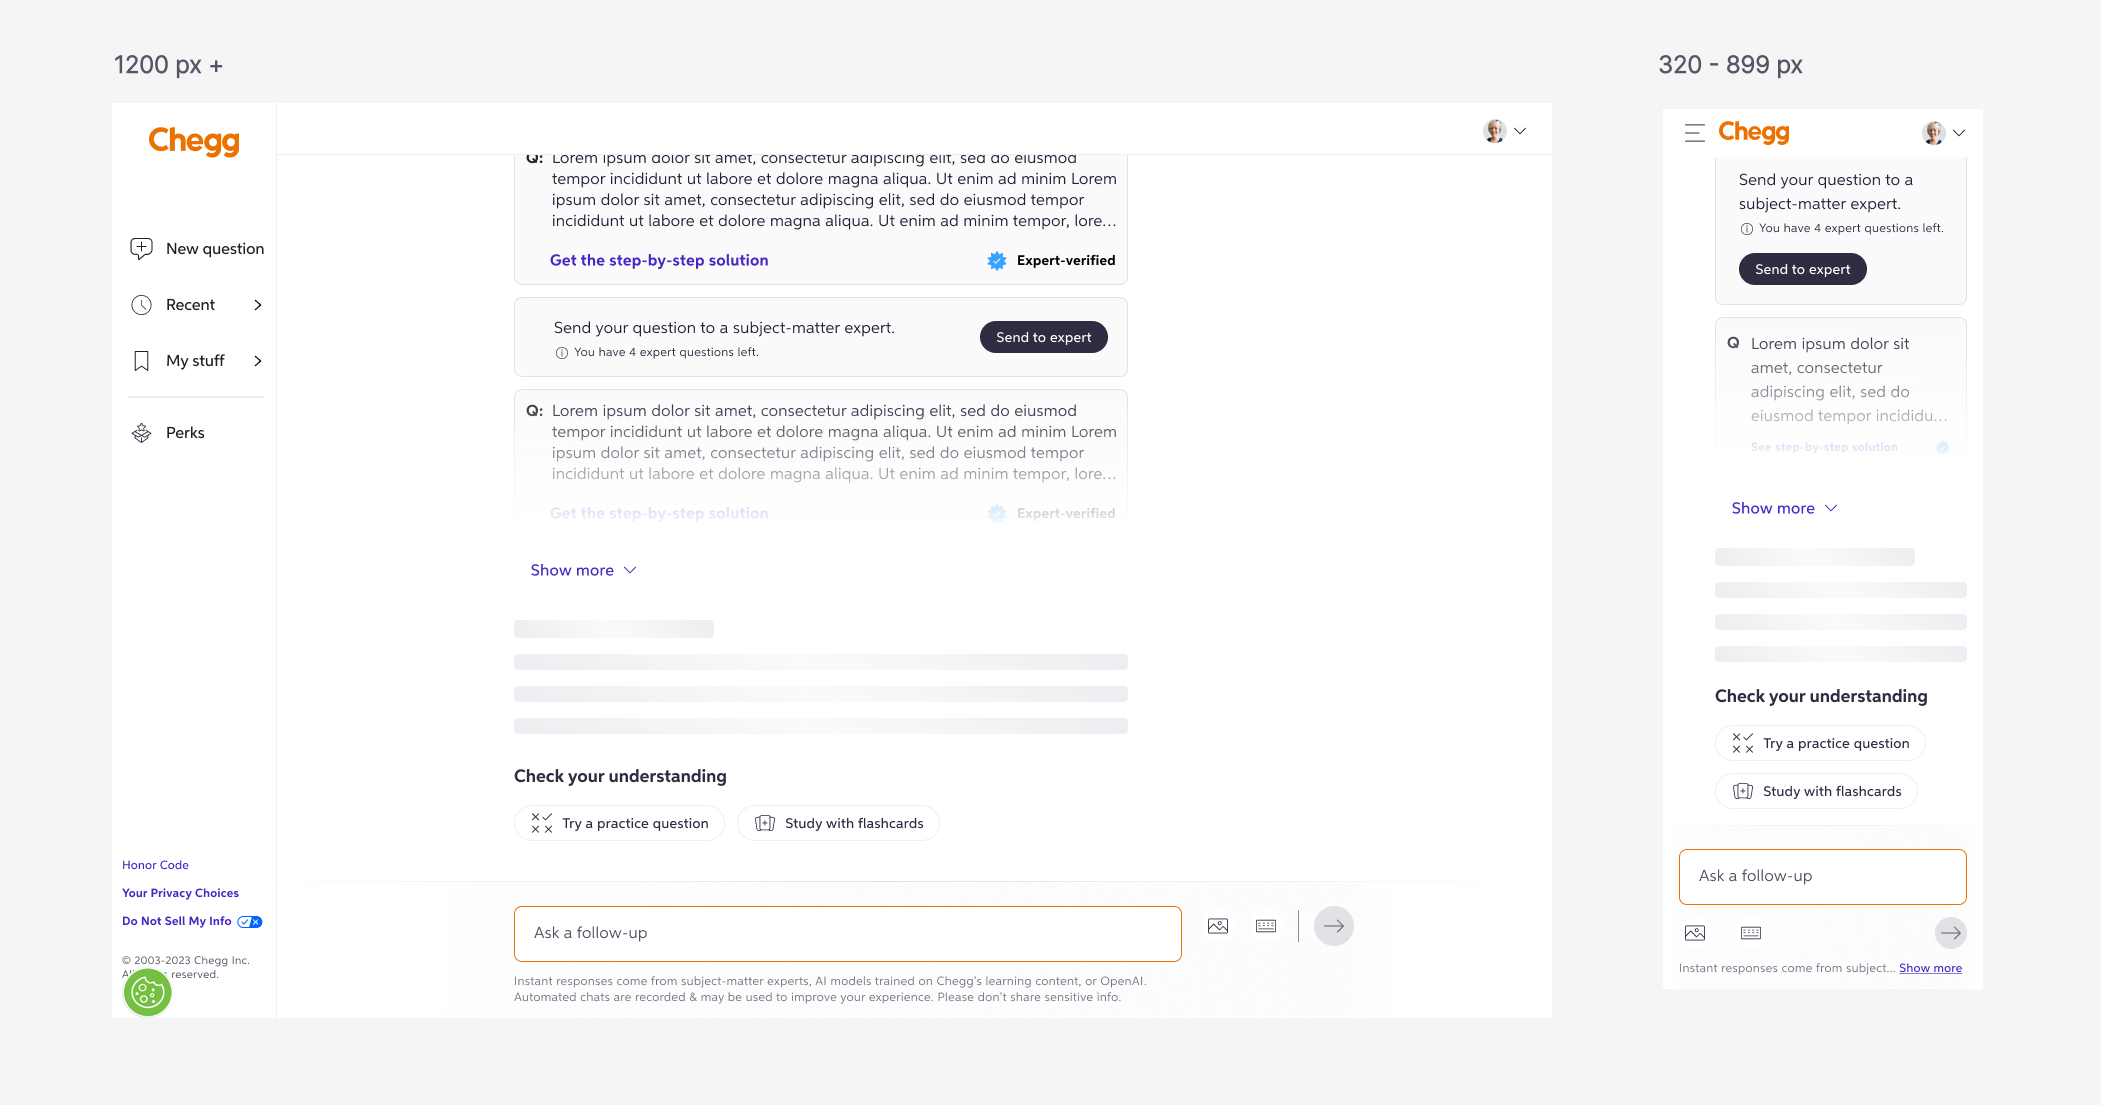 1200 px +
Chegg
New question
Recent
My stuff
Perks
Honor Code
Your Privacy Choices
Do Not Sell My Info
© 2003-2023 Chegg Inc.
reserved.
Q: Lorem ipsum dolor sit amet, consectetur adipiscing elit, sed do eiusmod
tempor incididunt ut labore et dolore magna aliqua. Ut enim ad minim Lorem
ipsum dolor sit amet, consectetur adipiscing elit, sed do eiusmod tempor
incididunt ut labore et dolore magna aliqua. Ut enim ad minim tempor, lore...
Get the step-by-step solution
Expert-verified
Send your question to a subject-matter expert.
You have 4 expert questions left.
Send to expert
Q: Lorem ipsum dolor sit amet, consectetur adipiscing elit, sed do eiusmod
tempor incididunt ut labore et dolore magna aliqua. Ut enim ad minim Lorem
ipsum dolor sit amet, consectetur adipiscing elit, sed do eiusmod tempor
incididunt ut labore et dolore magna aliqua. Ut enim ad minim tempor, lore...
Get the step-by-step solution
Expert-verified
Show more
Check your understanding
Try a practice question
Study with flashcards
Ask a follow-up
Instant responses come from subject-matter experts, AI models trained on Chegg's learning content, or OpenAI.
Automated chats are recorded & may be used to improve your experience. Please don't share sensitive info.
320 - 899 px
Chegg
Send your question to a
subject-matter expert.
You have 4 expert questions left.
Send to expert
Q Lorem ipsum dolor sit
amet, consectetur
adipiscing elit, sed do
eiusmod tempor incididu...
See step-by-step solution
Show more
Check your understanding
Try a practice question
Study with flashcards
Ask a follow-up
Instant responses come from subject... Show more